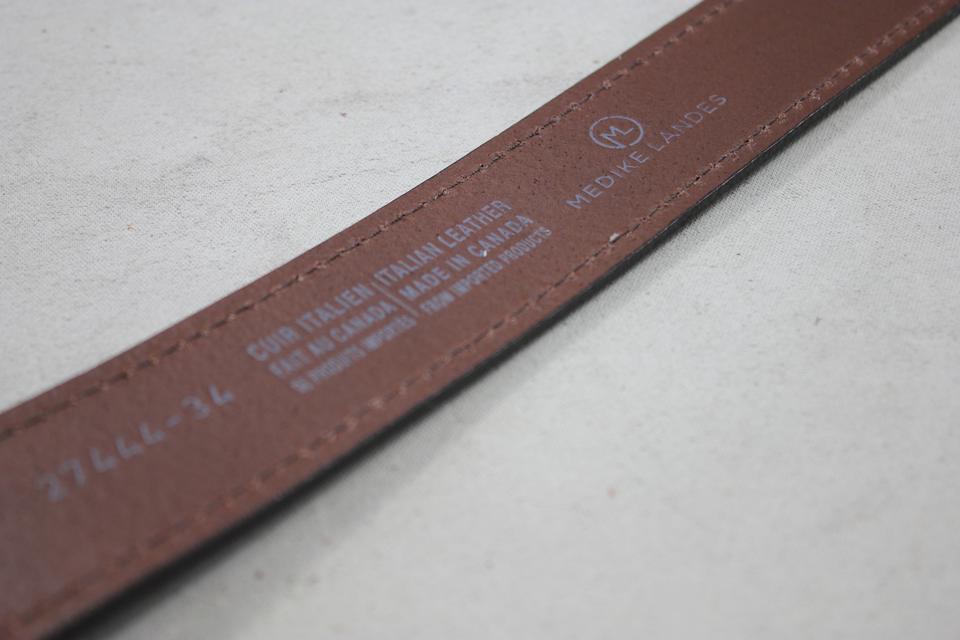 27444-34
CUIR ITALIEN | ITALIAN LEATHER
FAIT AU CANADA | MADE IN CANADA
DE PRODUITS IMPORTÉS | FROM IMPORTED PRODUCTS
M
MEDIKE LANDES